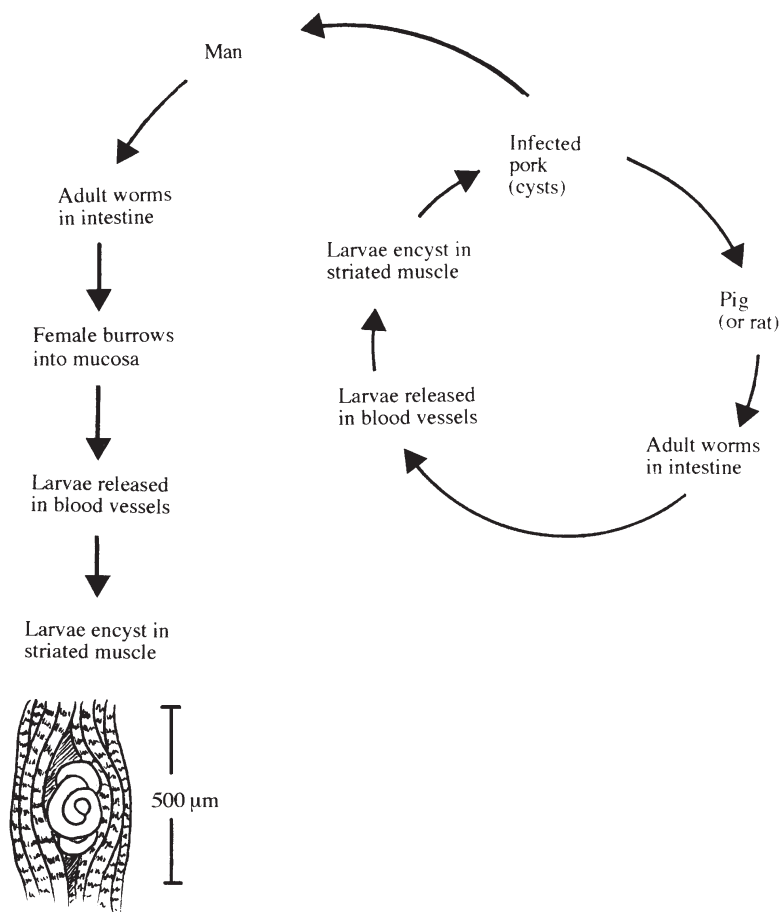 Man
Adult worms
in intestine
Female burrows
into mucosa
Larvae released
in blood vessels
Larvae encyst in
striated muscle
500 µm
Infected
pork
(cysts)
Pig
(or rat)
Adult worms
in intestine
Larvae released
in blood vessels
Larvae encyst in
striated muscle